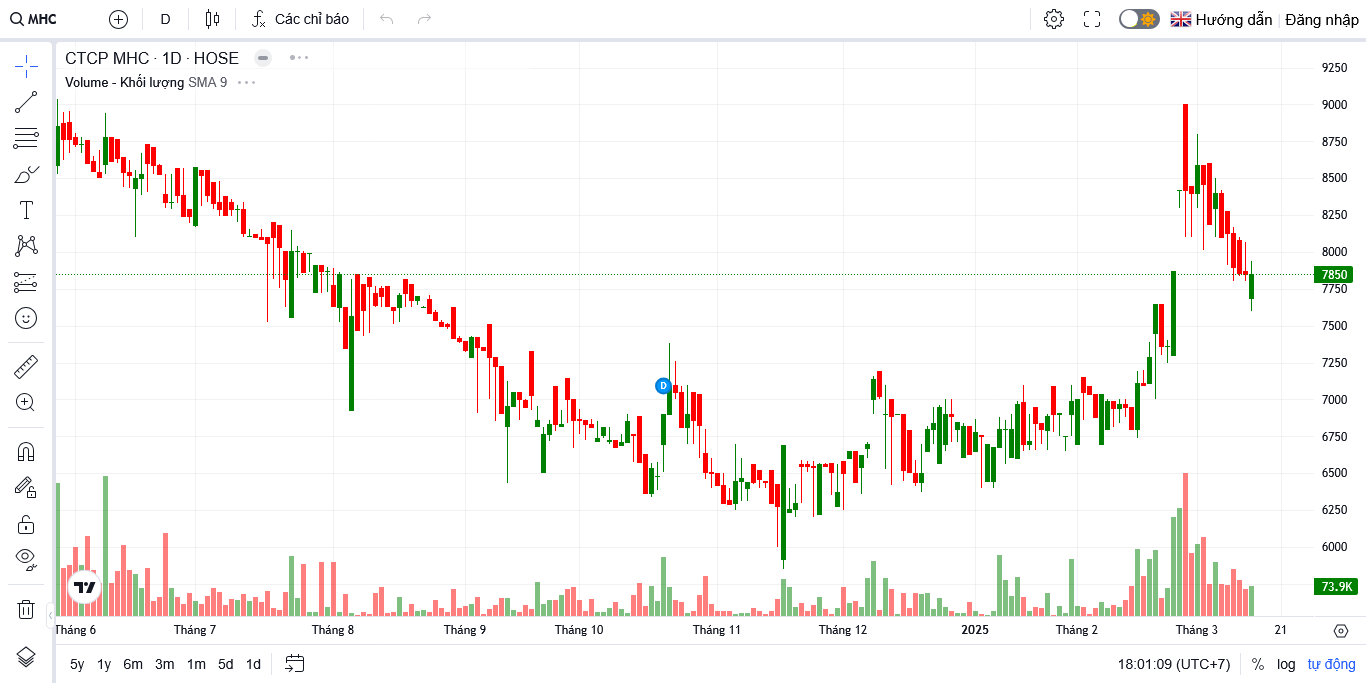 MHC D Các chỉ báo Hướng dẫn Đăng nhập
CTCP MHC · 1D · HOSE
Volume - Khối lượng SMA 9
9250
9000
8750
8500
8250
8000
7850
7750
7500
7250
7000
6750
6500
6250
6000
73.9K
D
Tháng 6 Tháng 7 Tháng 8 Tháng 9 Tháng 10 Tháng 11 Tháng 12 2025 Tháng 2 Tháng 3 21
5y 1y 6m 3m 1m 5d 1d 18:01:09 (UTC+7) % log tự động